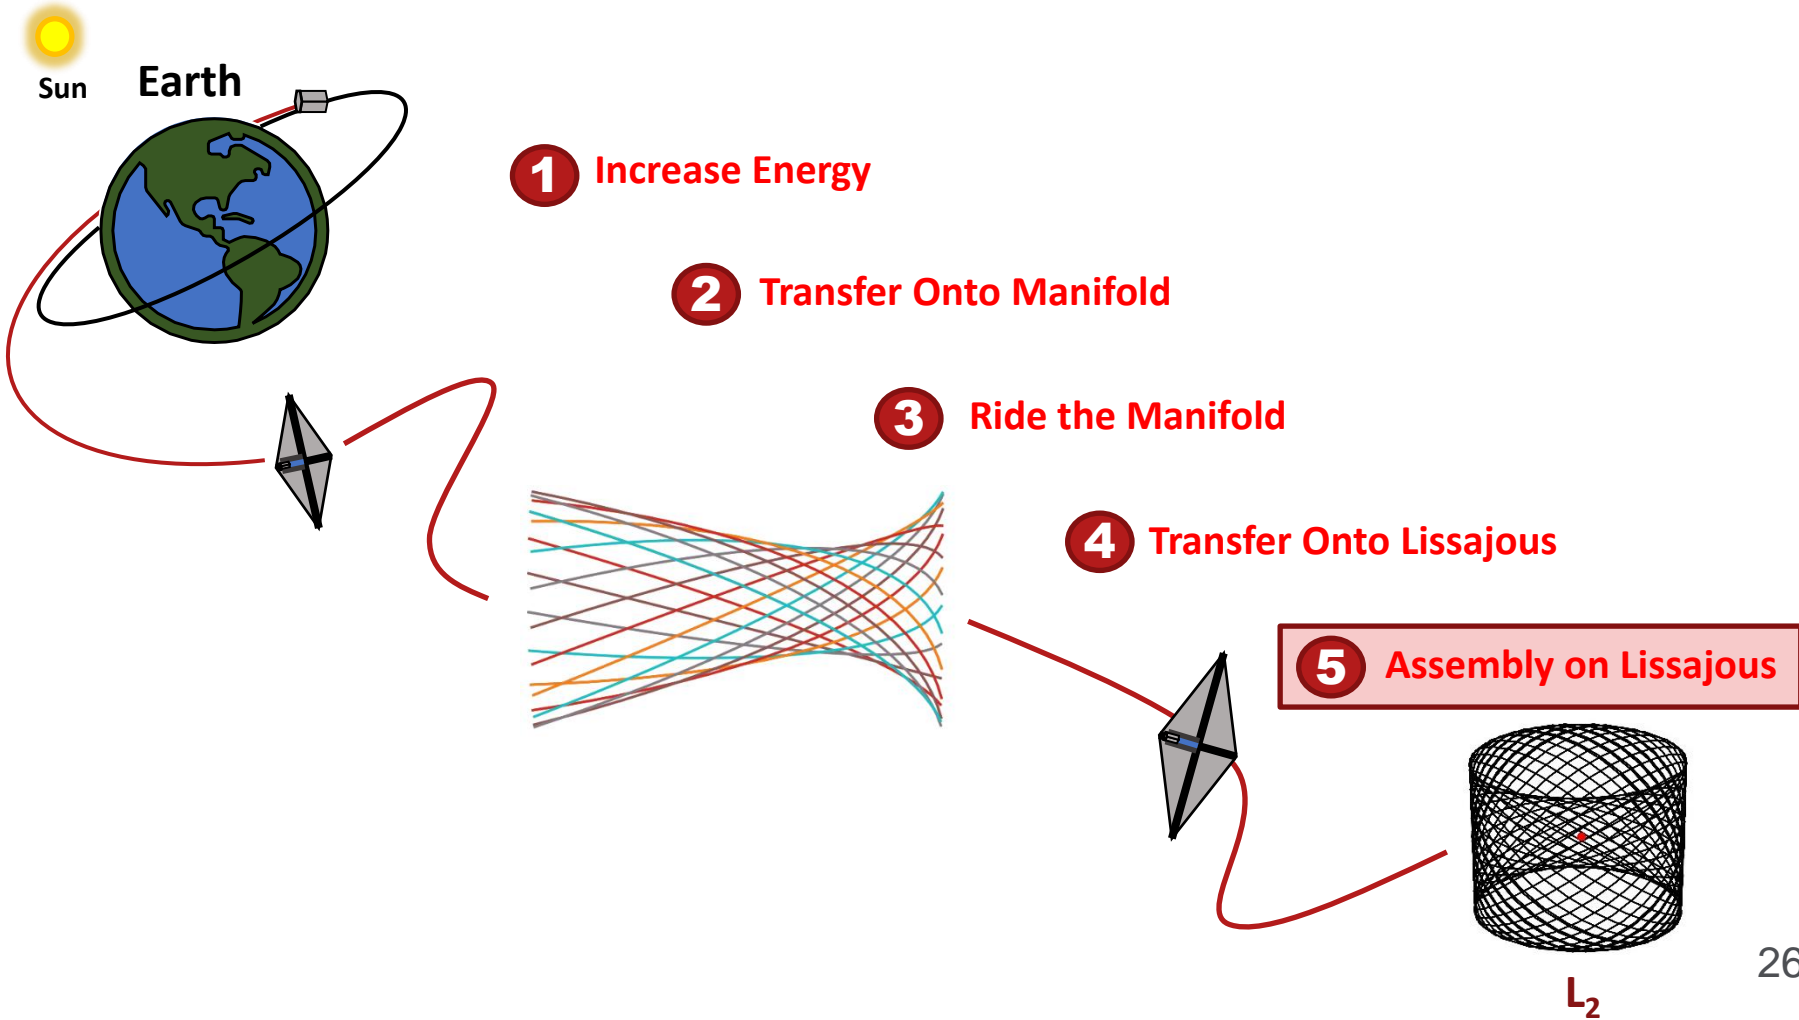 Sun
Earth
1 Increase Energy
2 Transfer Onto Manifold
3 Ride the Manifold
4 Transfer Onto Lissajous
5 Assembly on Lissajous
26
L₂